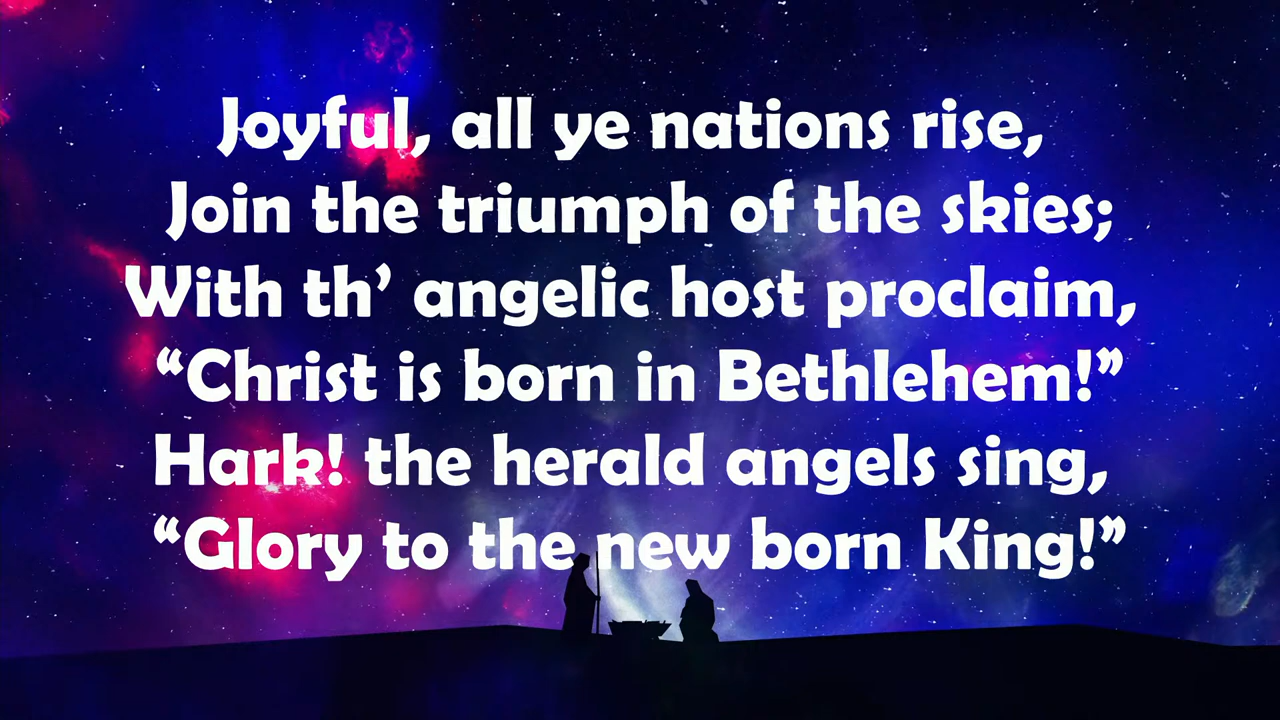 Joyful, all ye nations rise,
Join the triumph of the skies;
With th’ angelic host proclaim,
“Christ is born in Bethlehem!”
Hark! the herald angels sing,
“Glory to the new born King!”